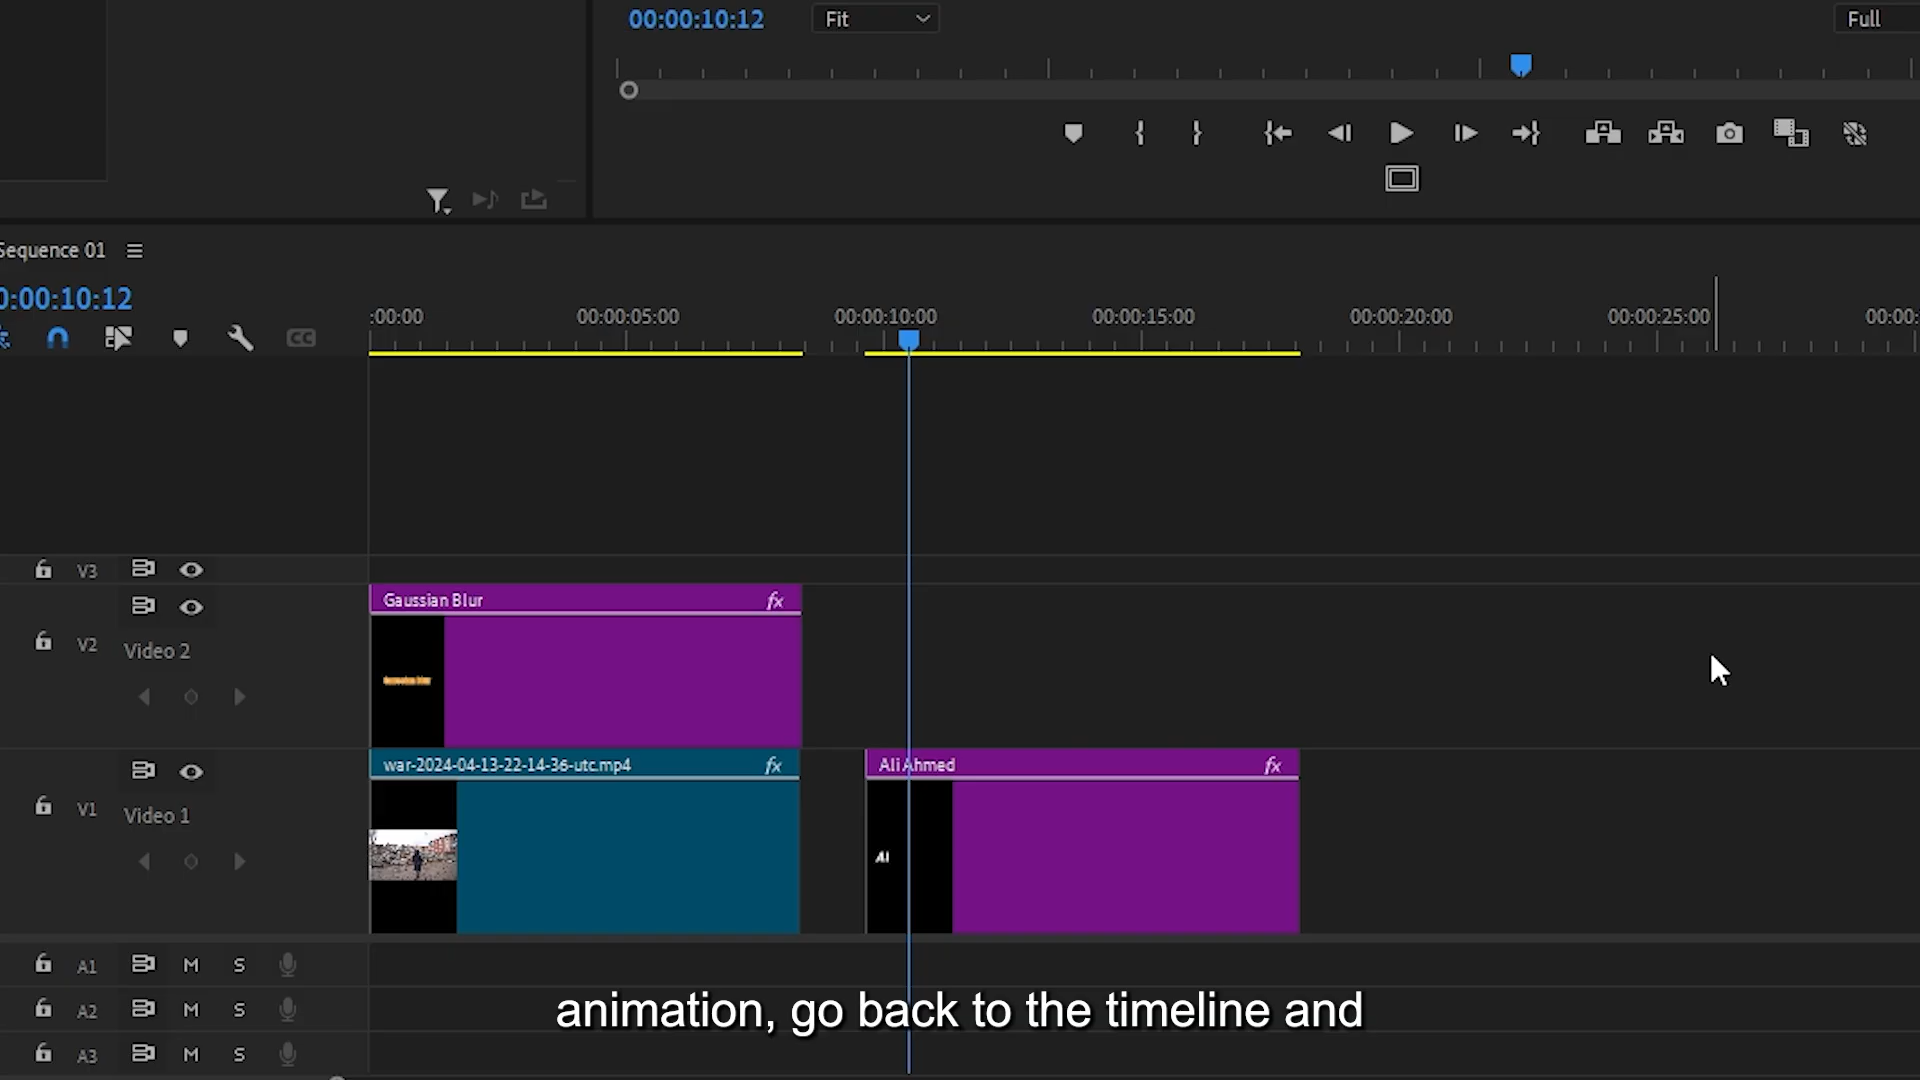 00:00:10:12
Fit
Full
Sequence 01
0:00:10:12
:00:00
00:00:05:00
00:00:10:00
00:00:15:00
00:00:20:00
00:00:25:00
00:00:
CC
V3
Gaussian Blur fx
V2
Video 2
war-2024-04-13-22-14-36-utc.mp4 fx
Ali Ahmed fx
V1
Video 1
Al
A1 M S
A2 M S
A3 M S
animation, go back to the timeline and